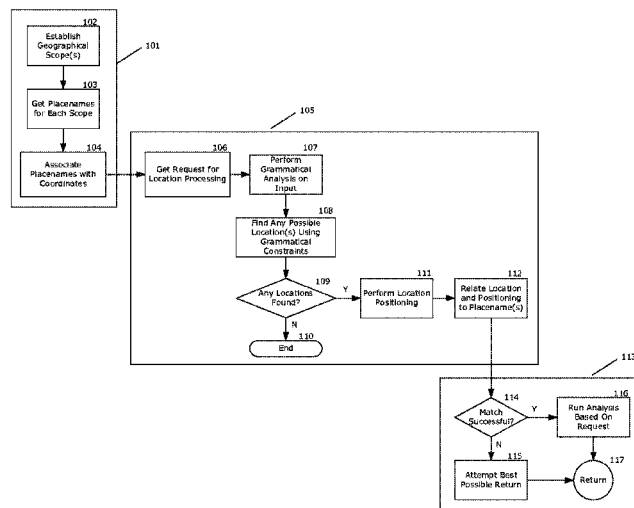 102
Establish
Geographical
Scope(s)
101
103
Get Placenames
for Each Scope
104
Associate
Placenames with
Coordinates
105
106
Get Request for
Location Processing
107
Perform
Grammatical
Analysis on
Input
108
Find Any Possible
Location(s) Using
Grammatical
Constraints
109
Any Locations
Found?
Y
N
110
End
111
Perform Location
Positioning
112
Relate Location
and Positioning
to Placename(s)
113
114
Match
Successful?
Y
N
115
Attempt Best
Possible Return
116
Run Analysis
Based On
Request
117
Return